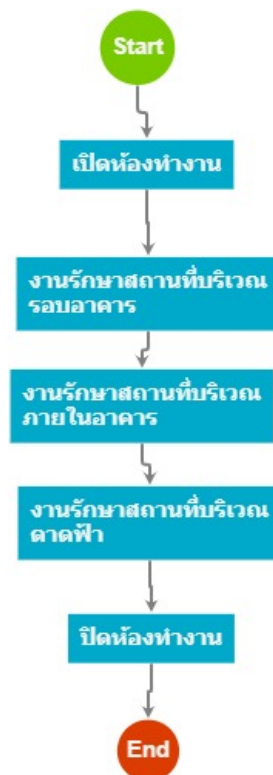 Start
เปิดห้องทำงาน
งานรักษาสถานที่บริเวณ
รอบอาคาร
งานรักษาสถานที่บริเวณ
ภายในอาคาร
งานรักษาสถานที่บริเวณ
ดาดฟ้า
ปิดห้องทำงาน
End